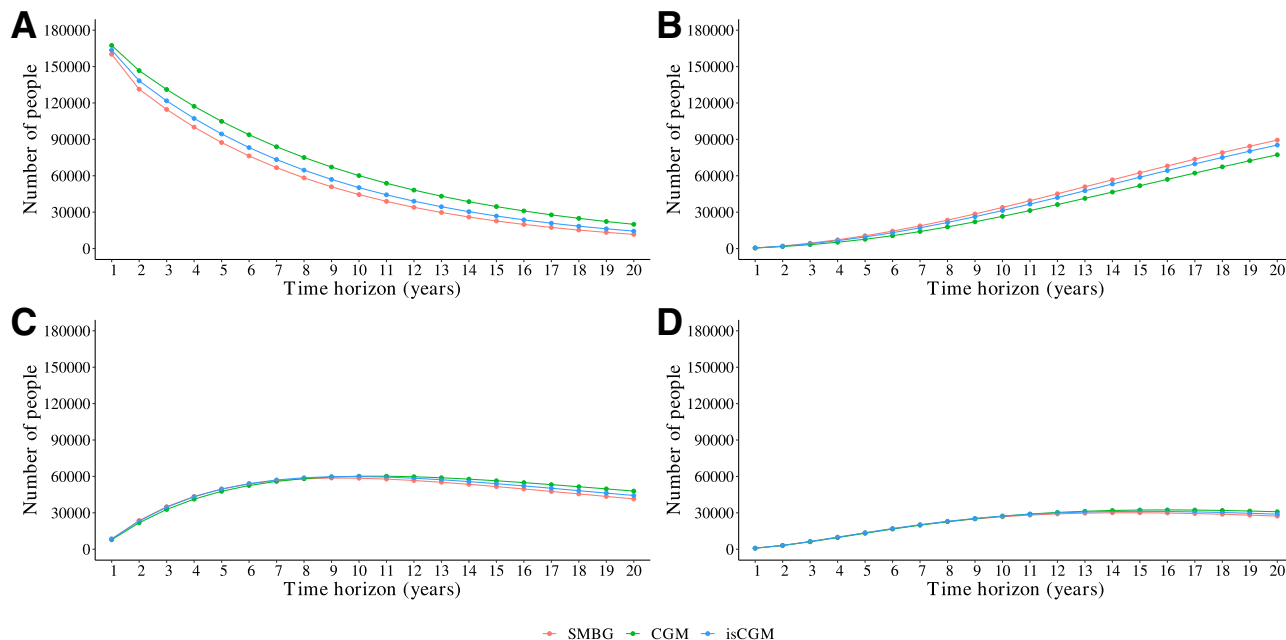 A
B
180000
150000
120000
90000
60000
30000
0
Number of people
1 2 3 4 5 6 7 8 9 10 11 12 13 14 15 16 17 18 19 20
Time horizon (years)
180000
150000
120000
90000
60000
30000
0
Number of people
1 2 3 4 5 6 7 8 9 10 11 12 13 14 15 16 17 18 19 20
Time horizon (years)
C
D
180000
150000
120000
90000
60000
30000
0
Number of people
1 2 3 4 5 6 7 8 9 10 11 12 13 14 15 16 17 18 19 20
Time horizon (years)
180000
150000
120000
90000
60000
30000
0
Number of people
1 2 3 4 5 6 7 8 9 10 11 12 13 14 15 16 17 18 19 20
Time horizon (years)
SMBG CGM isCGM